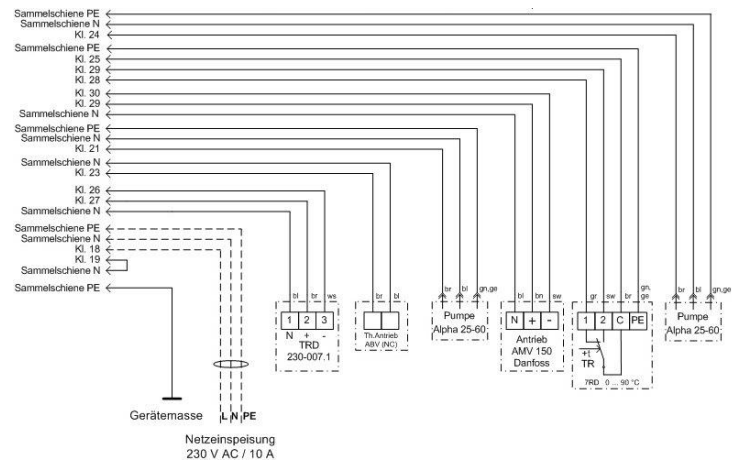 Sammelschiene PE
Sammelschiene N
Kl. 24
Sammelschiene PE
Kl. 25
Kl. 29
Kl. 28
Kl. 30
Kl. 29
Sammelschiene N
Sammelschiene PE
Sammelschiene N
Kl. 21
Sammelschiene N
Kl. 23
Kl. 26
Kl. 27
Sammelschiene N
Sammelschiene PE
Sammelschiene N
Kl. 18
Kl. 19
Sammelschiene N
Sammelschiene PE
bl br ws
1 2 3
N + -
TRD
230-007.1
br bl
Th.Antrieb
ABV (NC)
br bl gn,ge
Pumpe
Alpha 25-60
bl bn sw
N + -
Antrieb
AMV 150
Danfoss
gr sw br gn,
ge
1 2 C PE
+t
TR
7RD 0 ... 90 °C
br bl gn,ge
Pumpe
Alpha 25-60
Gerätemasse
L N PE
Netzeinspeisung
230 V AC / 10 A